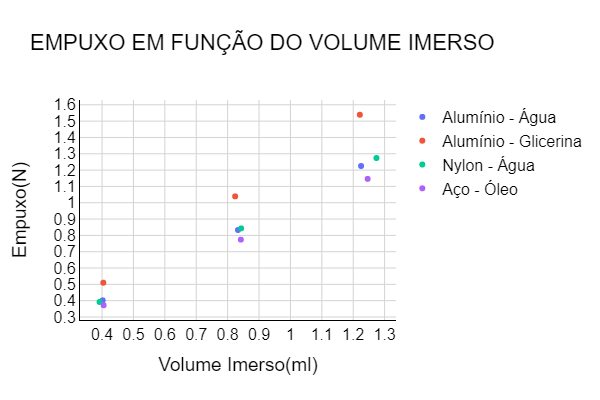 EMPUXO EM FUNÇÃO DO VOLUME IMERSO
1.6
1.5
1.4
1.3
1.2
1.1
1
0.9
0.8
0.7
0.6
0.5
0.4
0.3
Empuxo(N)
0.4 0.5 0.6 0.7 0.8 0.9 1 1.1 1.2 1.3
Volume Imerso(ml)
Alumínio - Água
Alumínio - Glicerina
Nylon - Água
Aço - Óleo